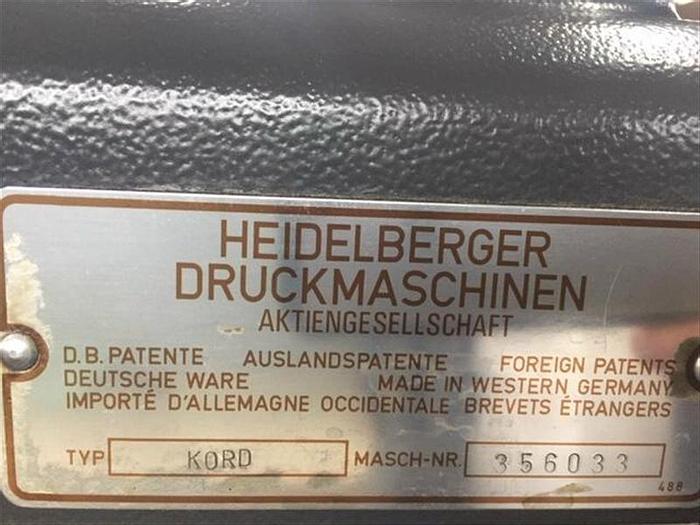 HEIDELBERGER
DRUCKMASCHINEN
AKTIENGESELLSCHAFT
D.B. PATENTE AUSLANDSPATENTE FOREIGN PATENTS
DEUTSCHE WARE MADE IN WESTERN GERMANY
IMPORTÉ D'ALLEMAGNE OCCIDENTALE BREVETS ÉTRANGERS
TYP KORD MASCH-NR. 356033
488